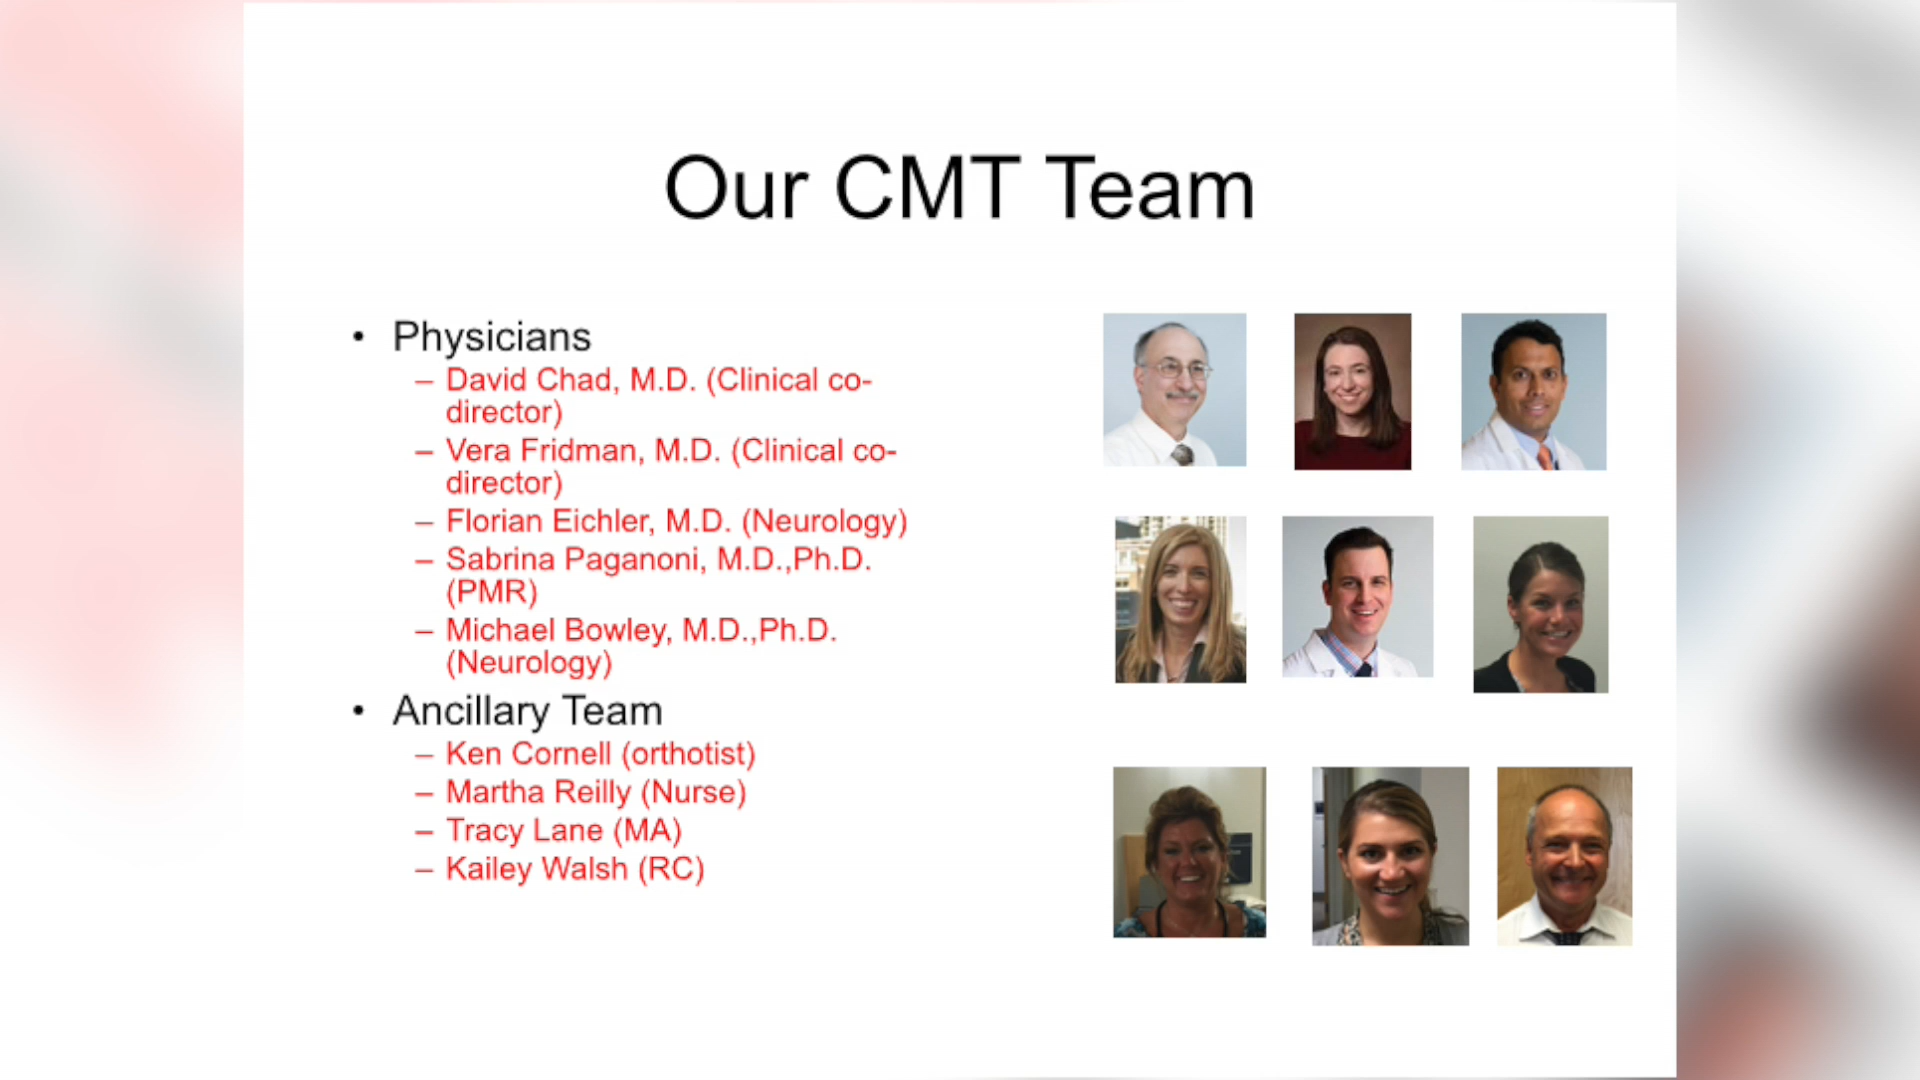 Our CMT Team
• Physicians
– David Chad, M.D. (Clinical co-
director)
– Vera Fridman, M.D. (Clinical co-
director)
– Florian Eichler, M.D. (Neurology)
– Sabrina Paganoni, M.D.,Ph.D.
(PMR)
– Michael Bowley, M.D.,Ph.D.
(Neurology)
• Ancillary Team
– Ken Cornell (orthotist)
– Martha Reilly (Nurse)
– Tracy Lane (MA)
– Kailey Walsh (RC)